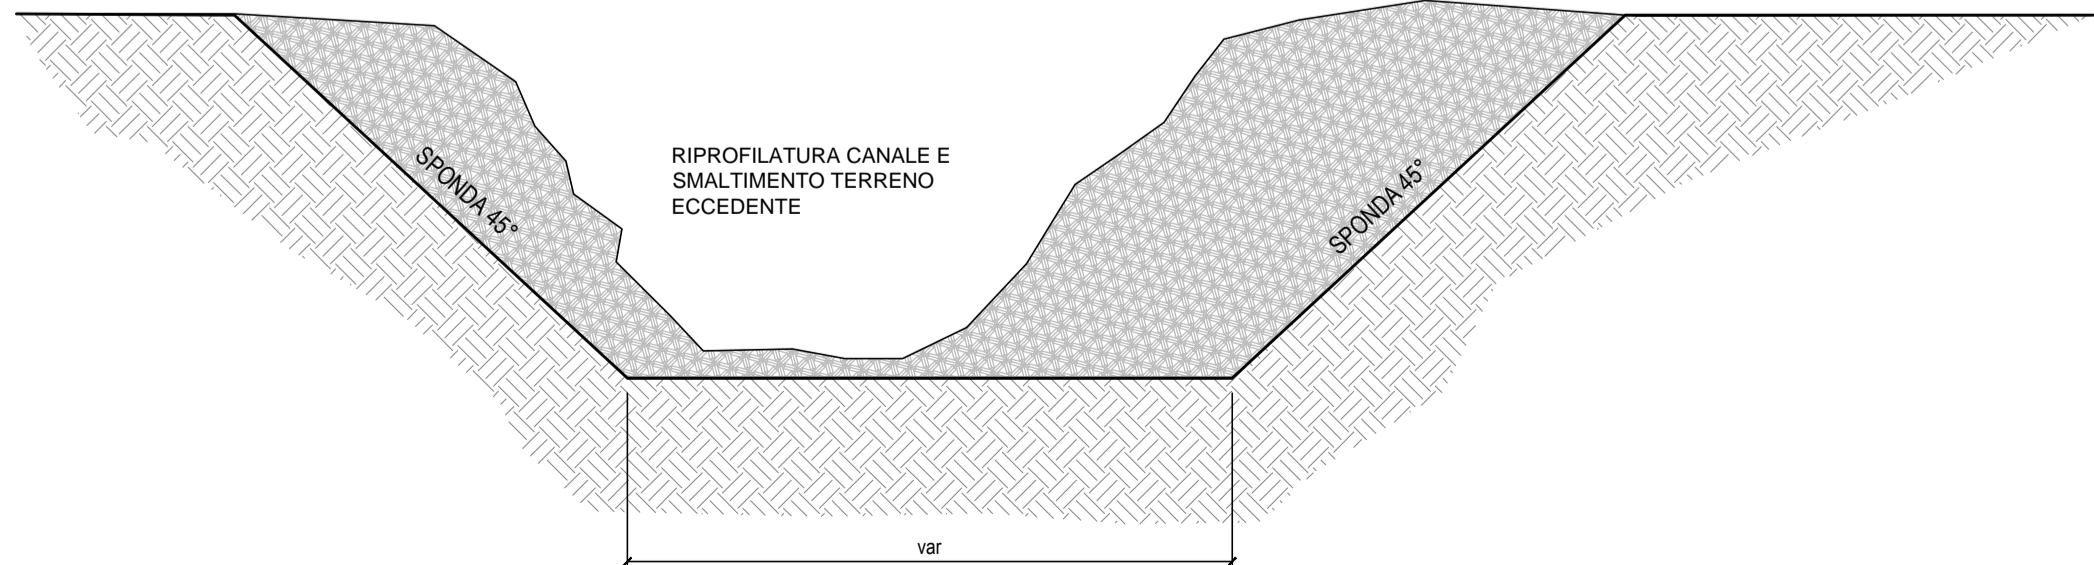 RIPROFILATURA CANALE E
SMALTIMENTO TERRENO
ECCEDENTE
SPONDA 45°
SPONDA 45°
var